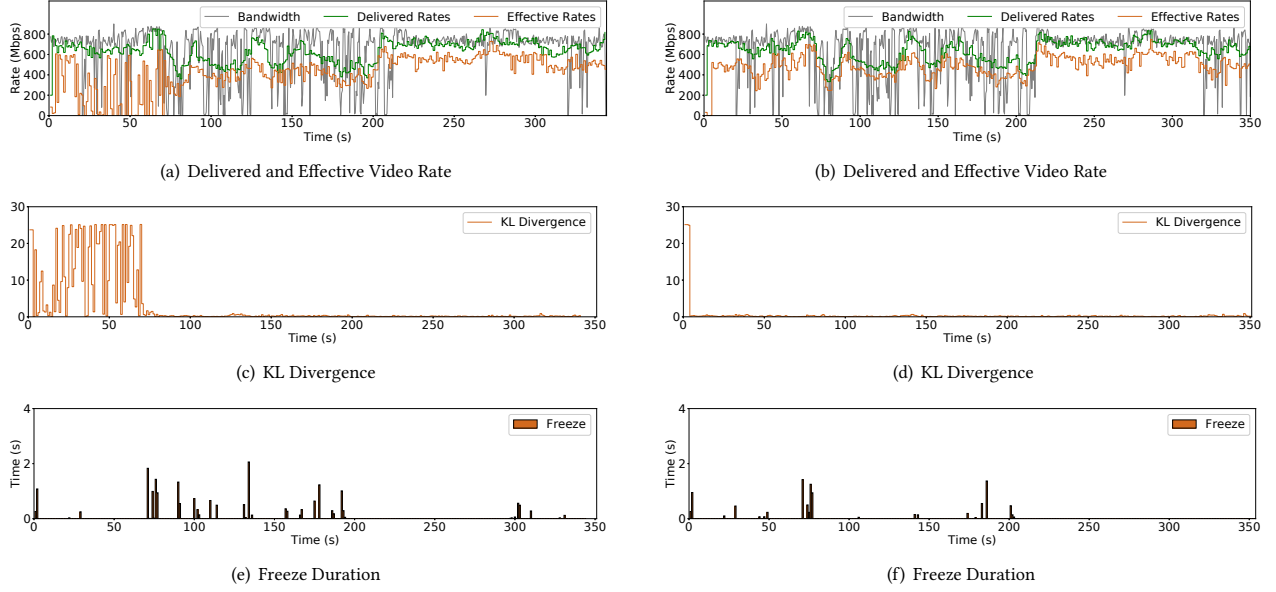 Bandwidth Delivered Rates Effective Rates
Rate (Mbps)
800
600
400
200
0
0 50 100 150 200 250 300
Time (s)
(a) Delivered and Effective Video Rate
Bandwidth Delivered Rates Effective Rates
Rate (Mbps)
800
600
400
200
0
0 50 100 150 200 250 300 350
Time (s)
(b) Delivered and Effective Video Rate
KL Divergence
30
20
10
0
0 50 100 150 200 250 300 350
Time (s)
(c) KL Divergence
KL Divergence
30
20
10
0
0 50 100 150 200 250 300 350
Time (s)
(d) KL Divergence
Freeze
Time (s)
4
2
0
0 50 100 150 200 250 300 350
Time (s)
(e) Freeze Duration
Freeze
Time (s)
4
2
0
0 50 100 150 200 250 300 350
Time (s)
(f) Freeze Duration